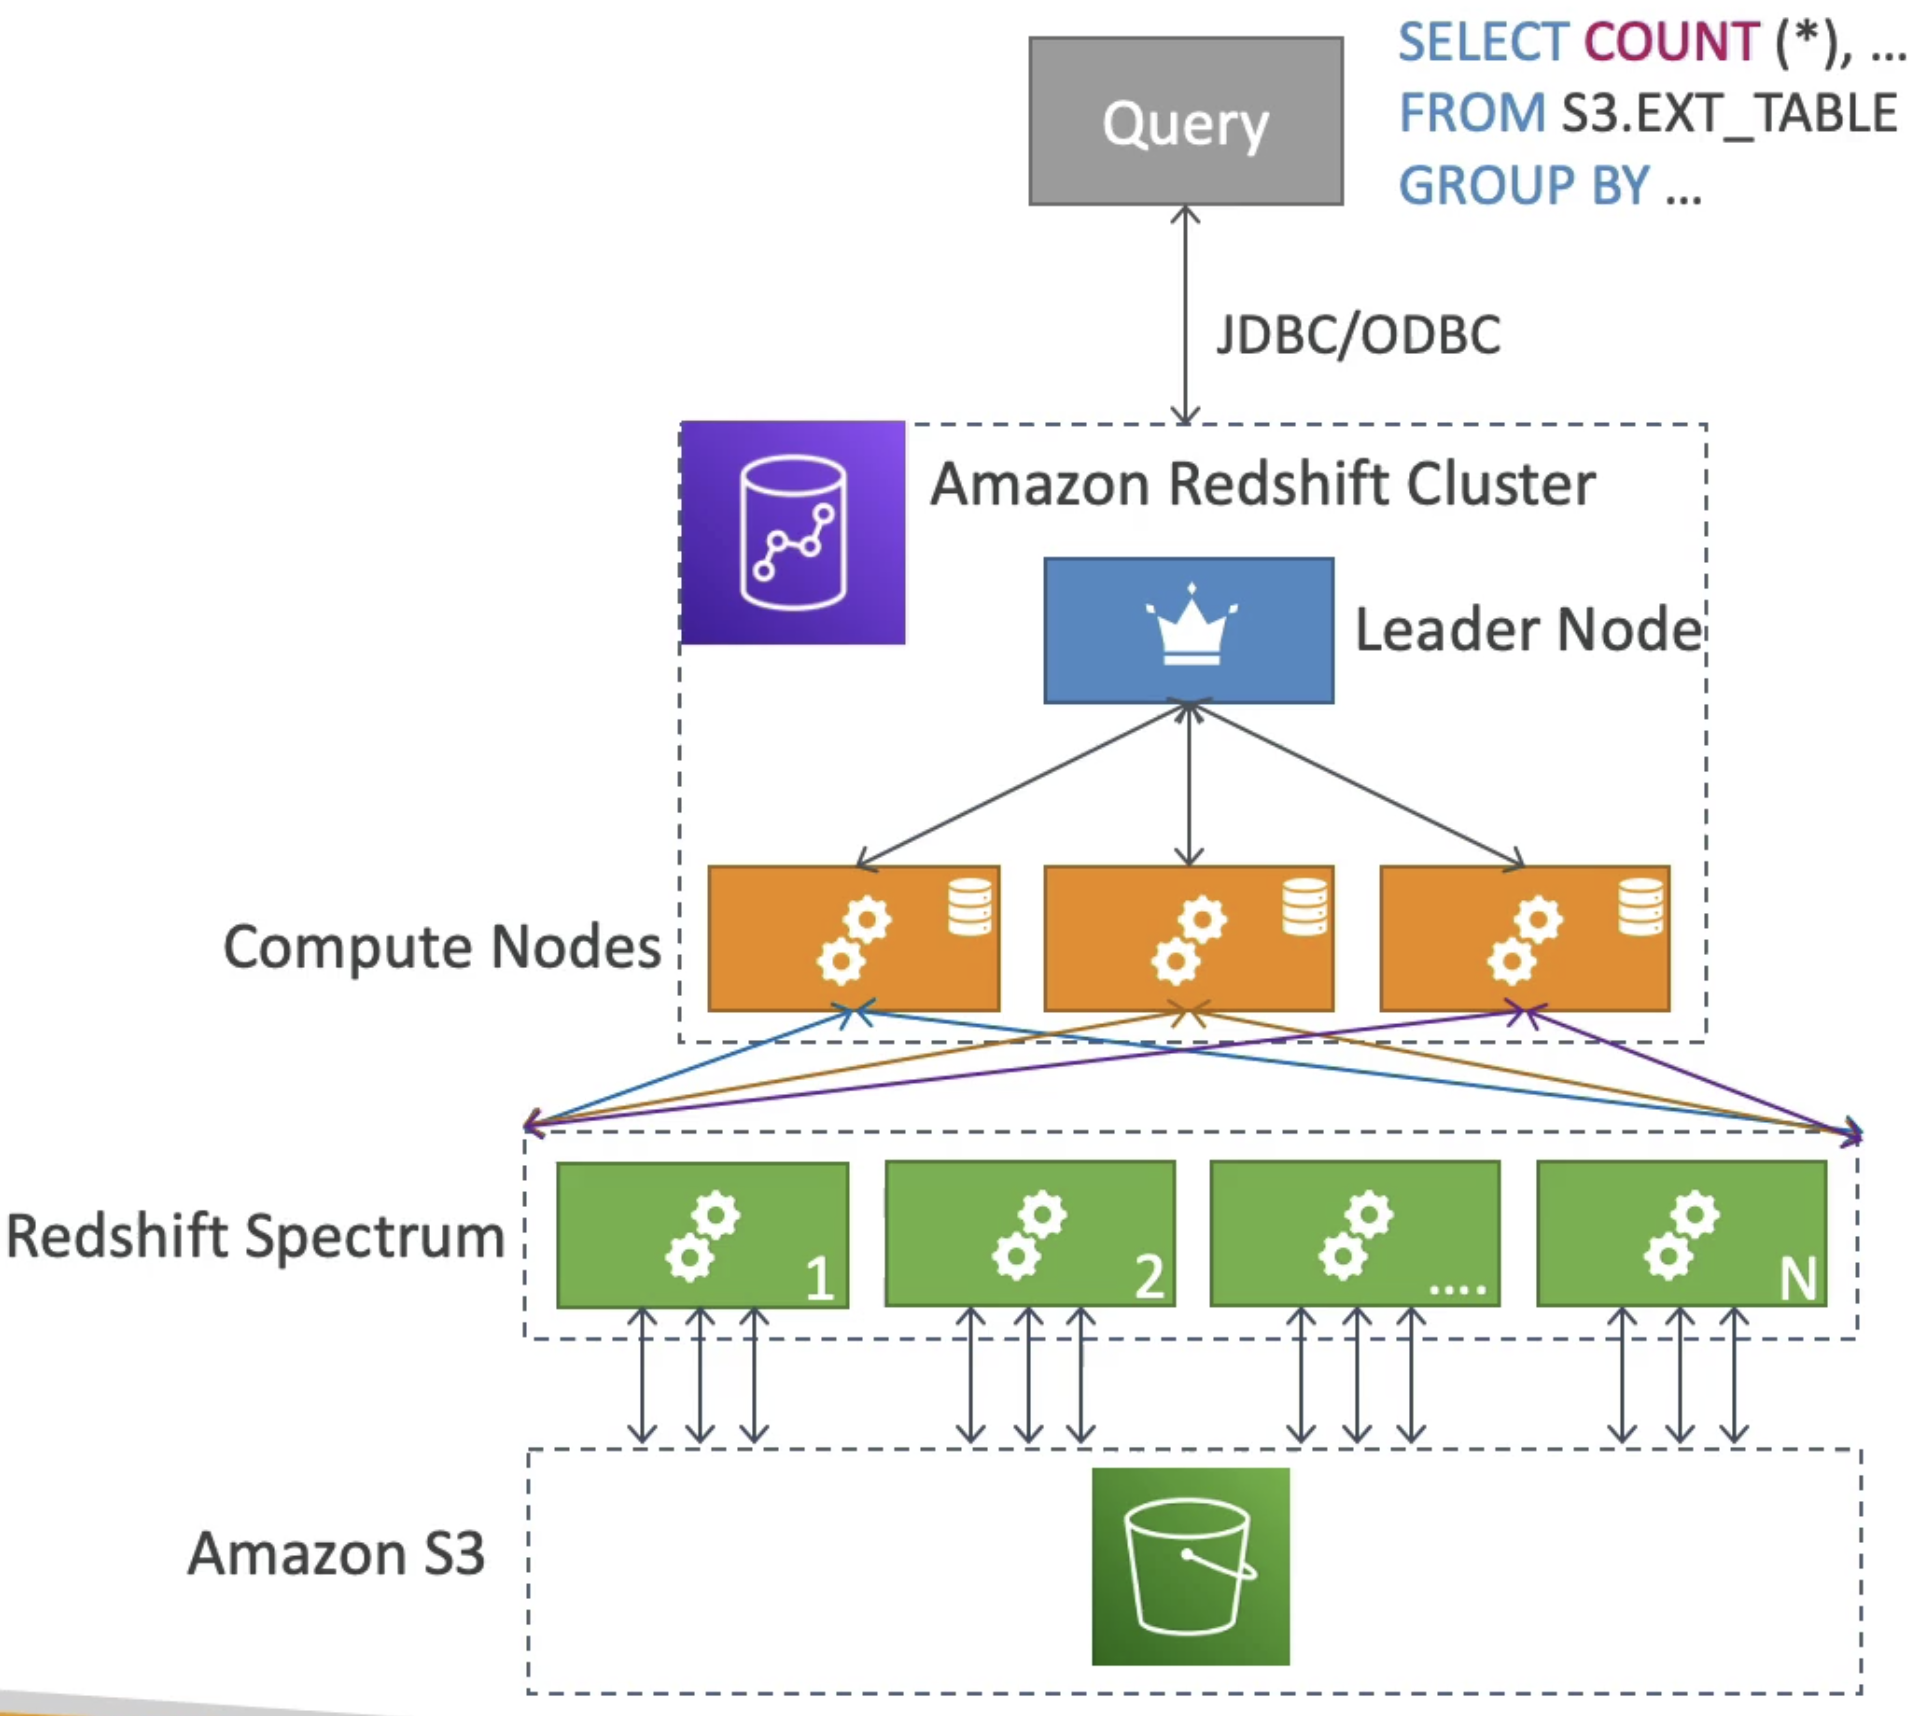 SELECT COUNT (*), ...
FROM S3.EXT_TABLE
GROUP BY ...
Query
JDBC/ODBC
Amazon Redshift Cluster
Leader Node
Compute Nodes
Redshift Spectrum
1
2
....
N
Amazon S3